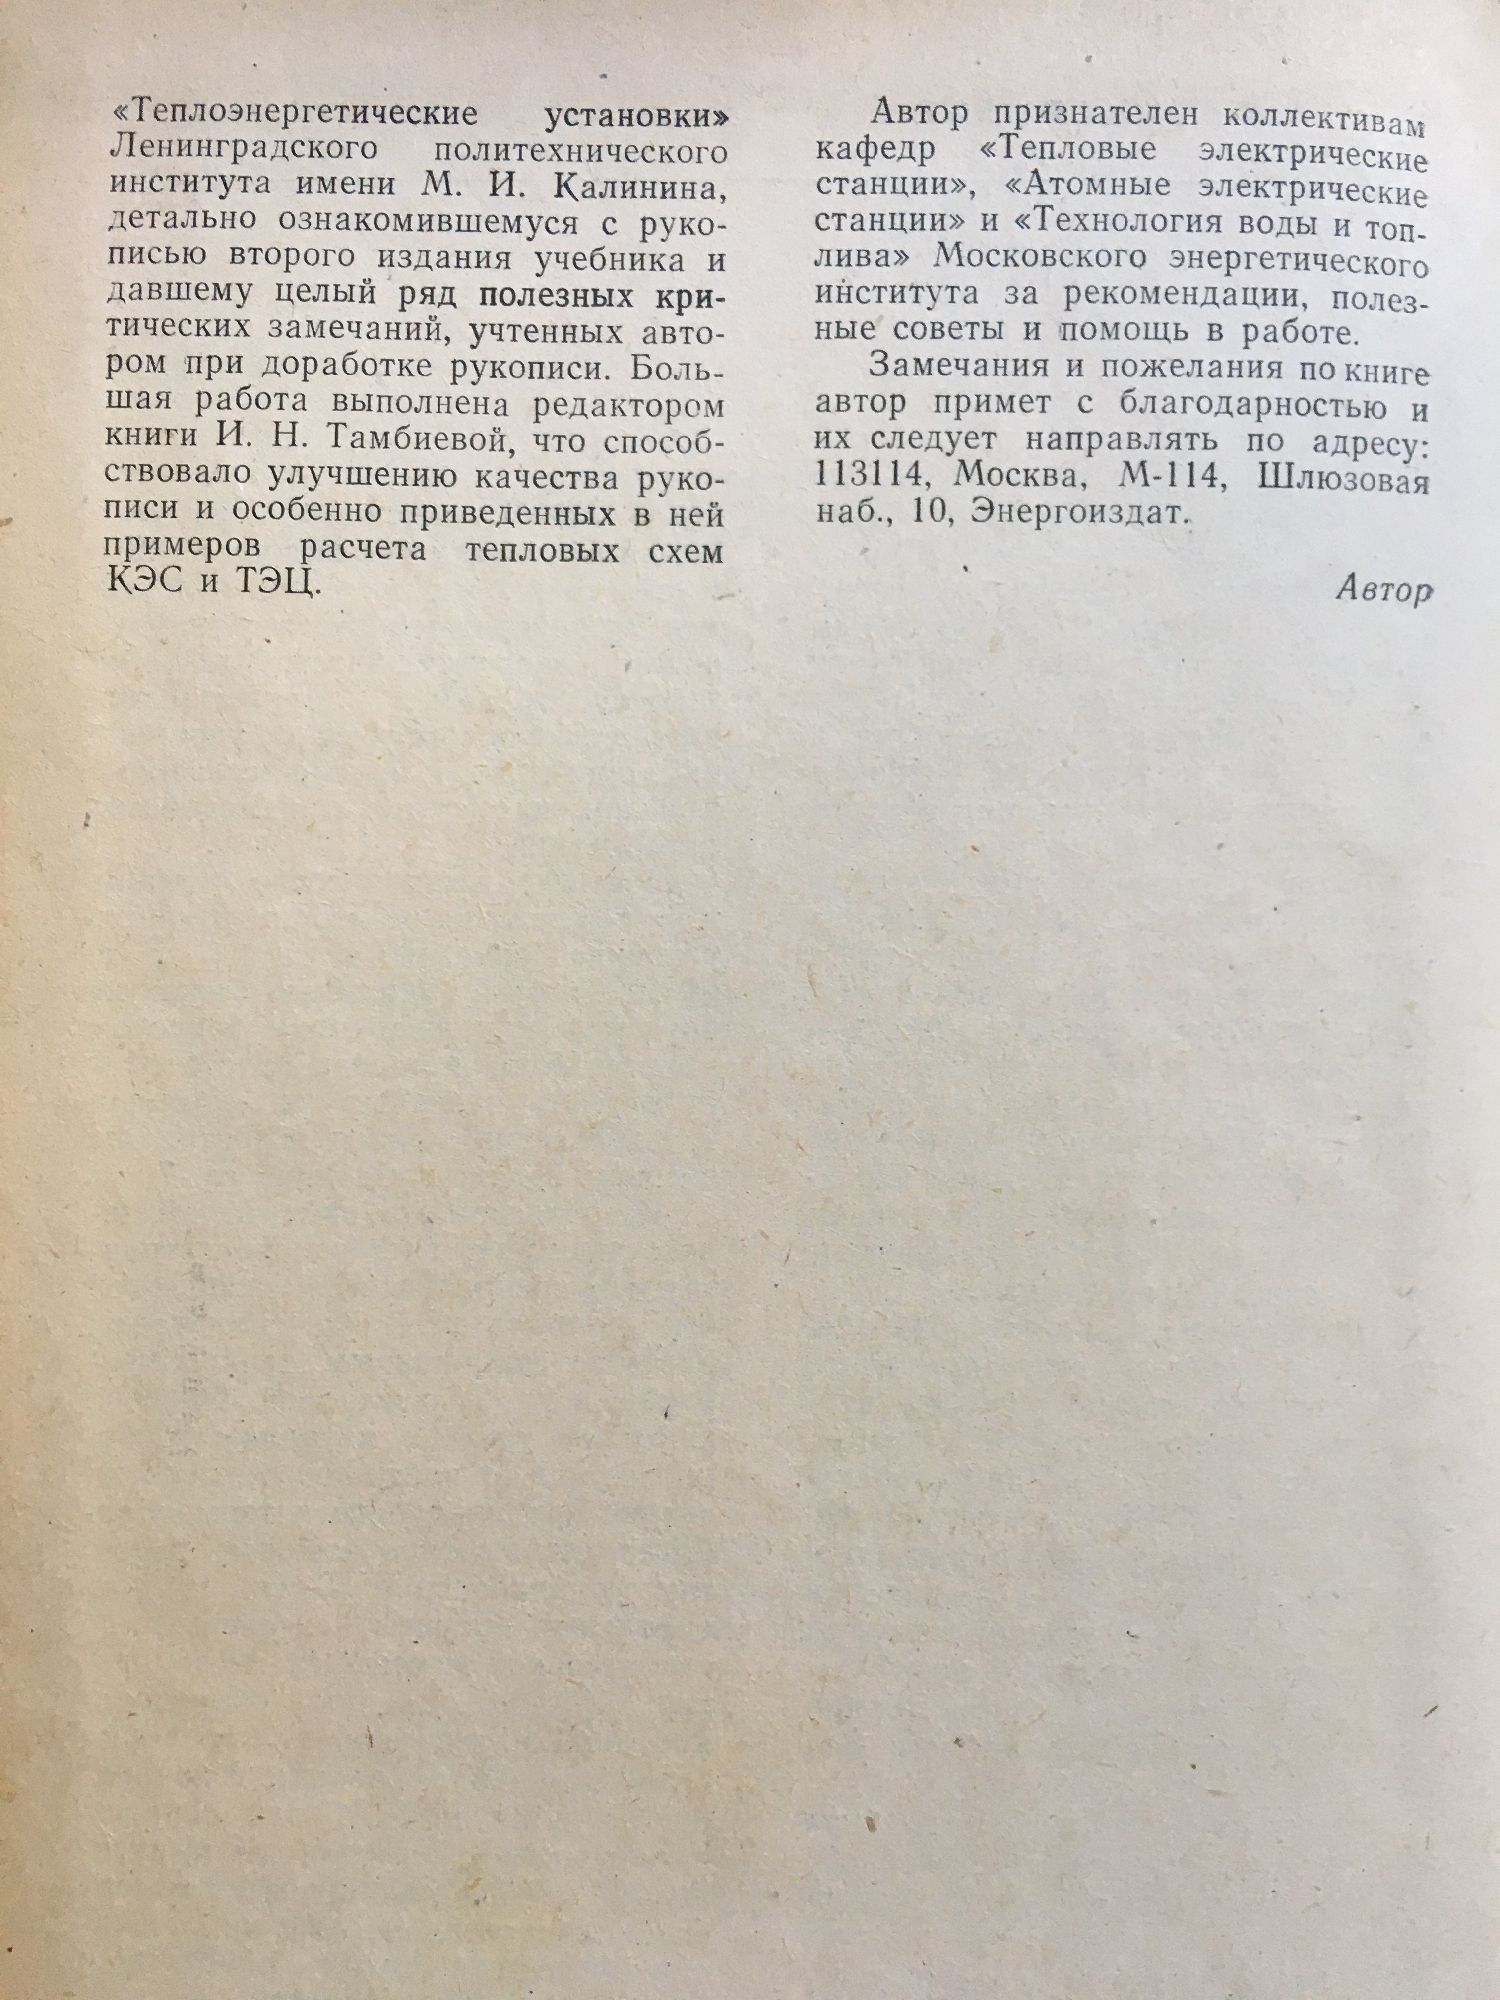 «Теплоэнергетические установки»
Ленинградского политехнического
института имени М. И. Калинина,
детально ознакомившемуся с руко-
писью второго издания учебника и
давшему целый ряд полезных кри-
тических замечаний, учтенных авто-
ром при доработке рукописи. Боль-
шая работа выполнена редактором
книги И. Н. Тамбиевой, что способ-
ствовало улучшению качества руко-
писи и особенно приведенных в ней
примеров расчета тепловых схем
КЭС и ТЭЦ.
Автор признателен коллективам
кафедр «Тепловые электрические
станции», «Атомные электрические
станции» и «Технология воды и топ-
лива» Московского энергетического
института за рекомендации, полез-
ные советы и помощь в работе.
Замечания и пожелания по книге
автор примет с благодарностью и
их следует направлять по адресу:
113114, Москва, М-114, Шлюзовая
наб., 10, Энергоиздат.
Автор